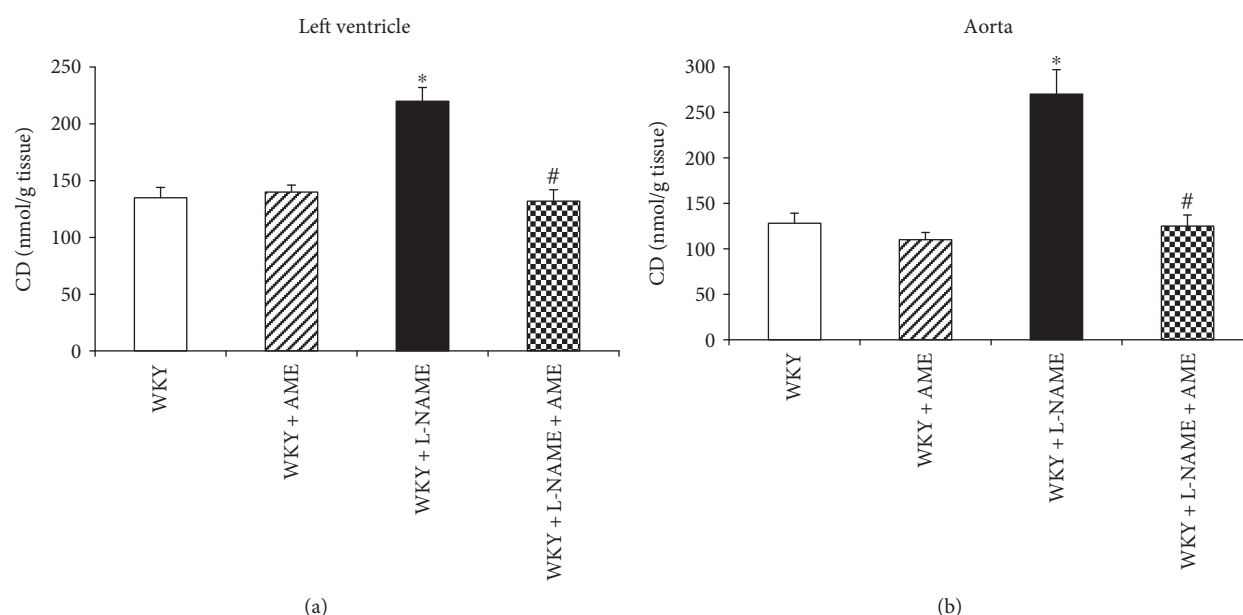 Left ventricle
250
200
150
100
50
0
CD (nmol/g tissue)
*
#
WKY
WKY + AME
WKY + L-NAME
WKY + L-NAME + AME
(a)
Aorta
300
250
200
150
100
50
0
CD (nmol/g tissue)
*
#
WKY
WKY + AME
WKY + L-NAME
WKY + L-NAME + AME
(b)